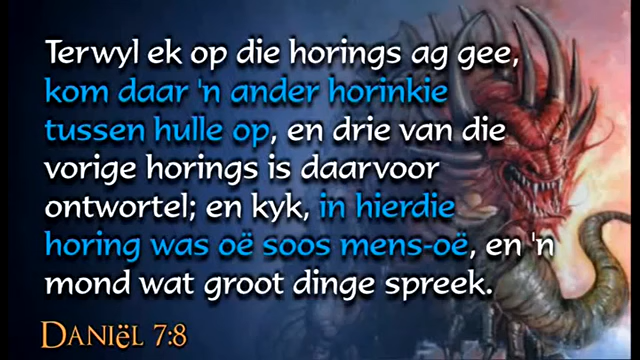 Terwyl ek op die horings ag gee,
kom daar 'n ander horinkie
tussen hulle op, en drie van die
vorige horings is daarvoor
ontwortel; en kyk, in hierdie
horing was oë soos mens-oë, en 'n
mond wat groot dinge spreek.
Daniël 7:8